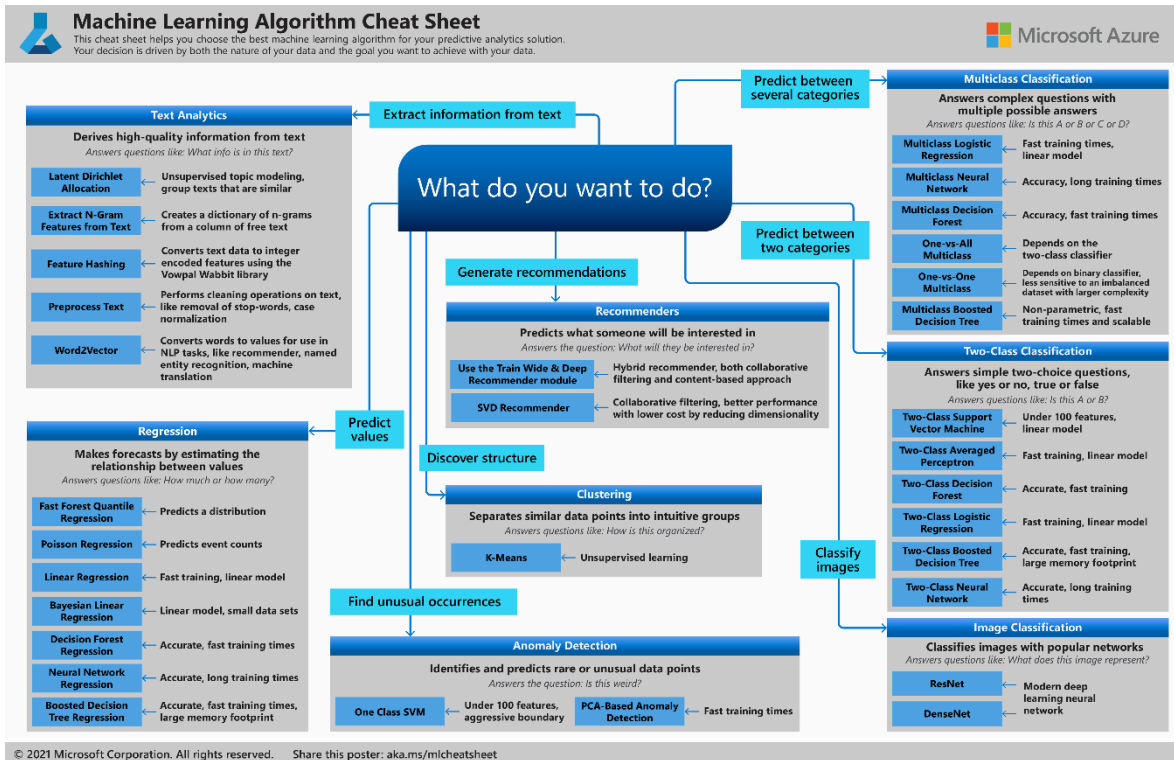 Machine Learning Algorithm Cheat Sheet
This cheat sheet helps you choose the best machine learning algorithm for your predictive analytics solution.
Your decision is driven by both the nature of your data and the goal you want to achieve with your data.
Microsoft Azure
What do you want to do?
Extract information from text
Text Analytics
Derives high-quality information from text
Answers questions like: What info is in this text?
Latent Dirichlet
Allocation
Unsupervised topic modeling,
group texts that are similar
Extract N-Gram
Features from Text
Creates a dictionary of n-grams
from a column of free text
Feature Hashing
Converts text data to integer
encoded features using the
Vowpal Wabbit library
Preprocess Text
Performs cleaning operations on text,
like removal of stop-words, case
normalization
Word2Vector
Converts words to values for use in
NLP tasks, like recommender, named
entity recognition, machine
translation
Predict
values
Regression
Makes forecasts by estimating the
relationship between values
Answers questions like: How much or how many?
Fast Forest Quantile
Regression
Predicts a distribution
Poisson Regression
Predicts event counts
Linear Regression
Fast training, linear model
Bayesian Linear
Regression
Linear model, small data sets
Decision Forest
Regression
Accurate, fast training times
Neural Network
Regression
Accurate, long training times
Boosted Decision
Tree Regression
Accurate, fast training times,
large memory footprint
Generate recommendations
Recommenders
Predicts what someone will be interested in
Answers the question: What will they be interested in?
Use the Train Wide & Deep
Recommender module
Hybrid recommender, both collaborative
filtering and content-based approach
SVD Recommender
Collaborative filtering, better performance
with lower cost by reducing dimensionality
Discover structure
Clustering
Separates similar data points into intuitive groups
Answers questions like: How is this organized?
K-Means
Unsupervised learning
Find unusual occurrences
Anomaly Detection
Identifies and predicts rare or unusual data points
Answers the question: Is this weird?
One Class SVM
Under 100 features,
aggressive boundary
PCA-Based Anomaly
Detection
Fast training times
Predict between
several categories
Multiclass Classification
Answers complex questions with
multiple possible answers
Answers questions like: Is this A or B or C or D?
Multiclass Logistic
Regression
Fast training times,
linear model
Multiclass Neural
Network
Accuracy, long training times
Multiclass Decision
Forest
Accuracy, fast training times
One-vs-All
Multiclass
Depends on the
two-class classifier
One-vs-One
Multiclass
Depends on binary classifier,
less sensitive to an imbalanced
dataset with larger complexity
Multiclass Boosted
Decision Tree
Non-parametric, fast
training times and scalable
Predict between
two categories
Two-Class Classification
Answers simple two-choice questions,
like yes or no, true or false
Answers questions like: Is this A or B?
Two-Class Support
Vector Machine
Under 100 features,
linear model
Two-Class Averaged
Perceptron
Fast training, linear model
Two-Class Decision
Forest
Accurate, fast training
Two-Class Logistic
Regression
Fast training, linear model
Two-Class Boosted
Decision Tree
Accurate, fast training,
large memory footprint
Two-Class Neural
Network
Accurate, long training
times
Classify
images
Image Classification
Classifies images with popular networks
Answers questions like: What does this image represent?
ResNet
DenseNet
Modern deep
learning neural
network
© 2021 Microsoft Corporation. All rights reserved. Share this poster: aka.ms/mlcheatsheet